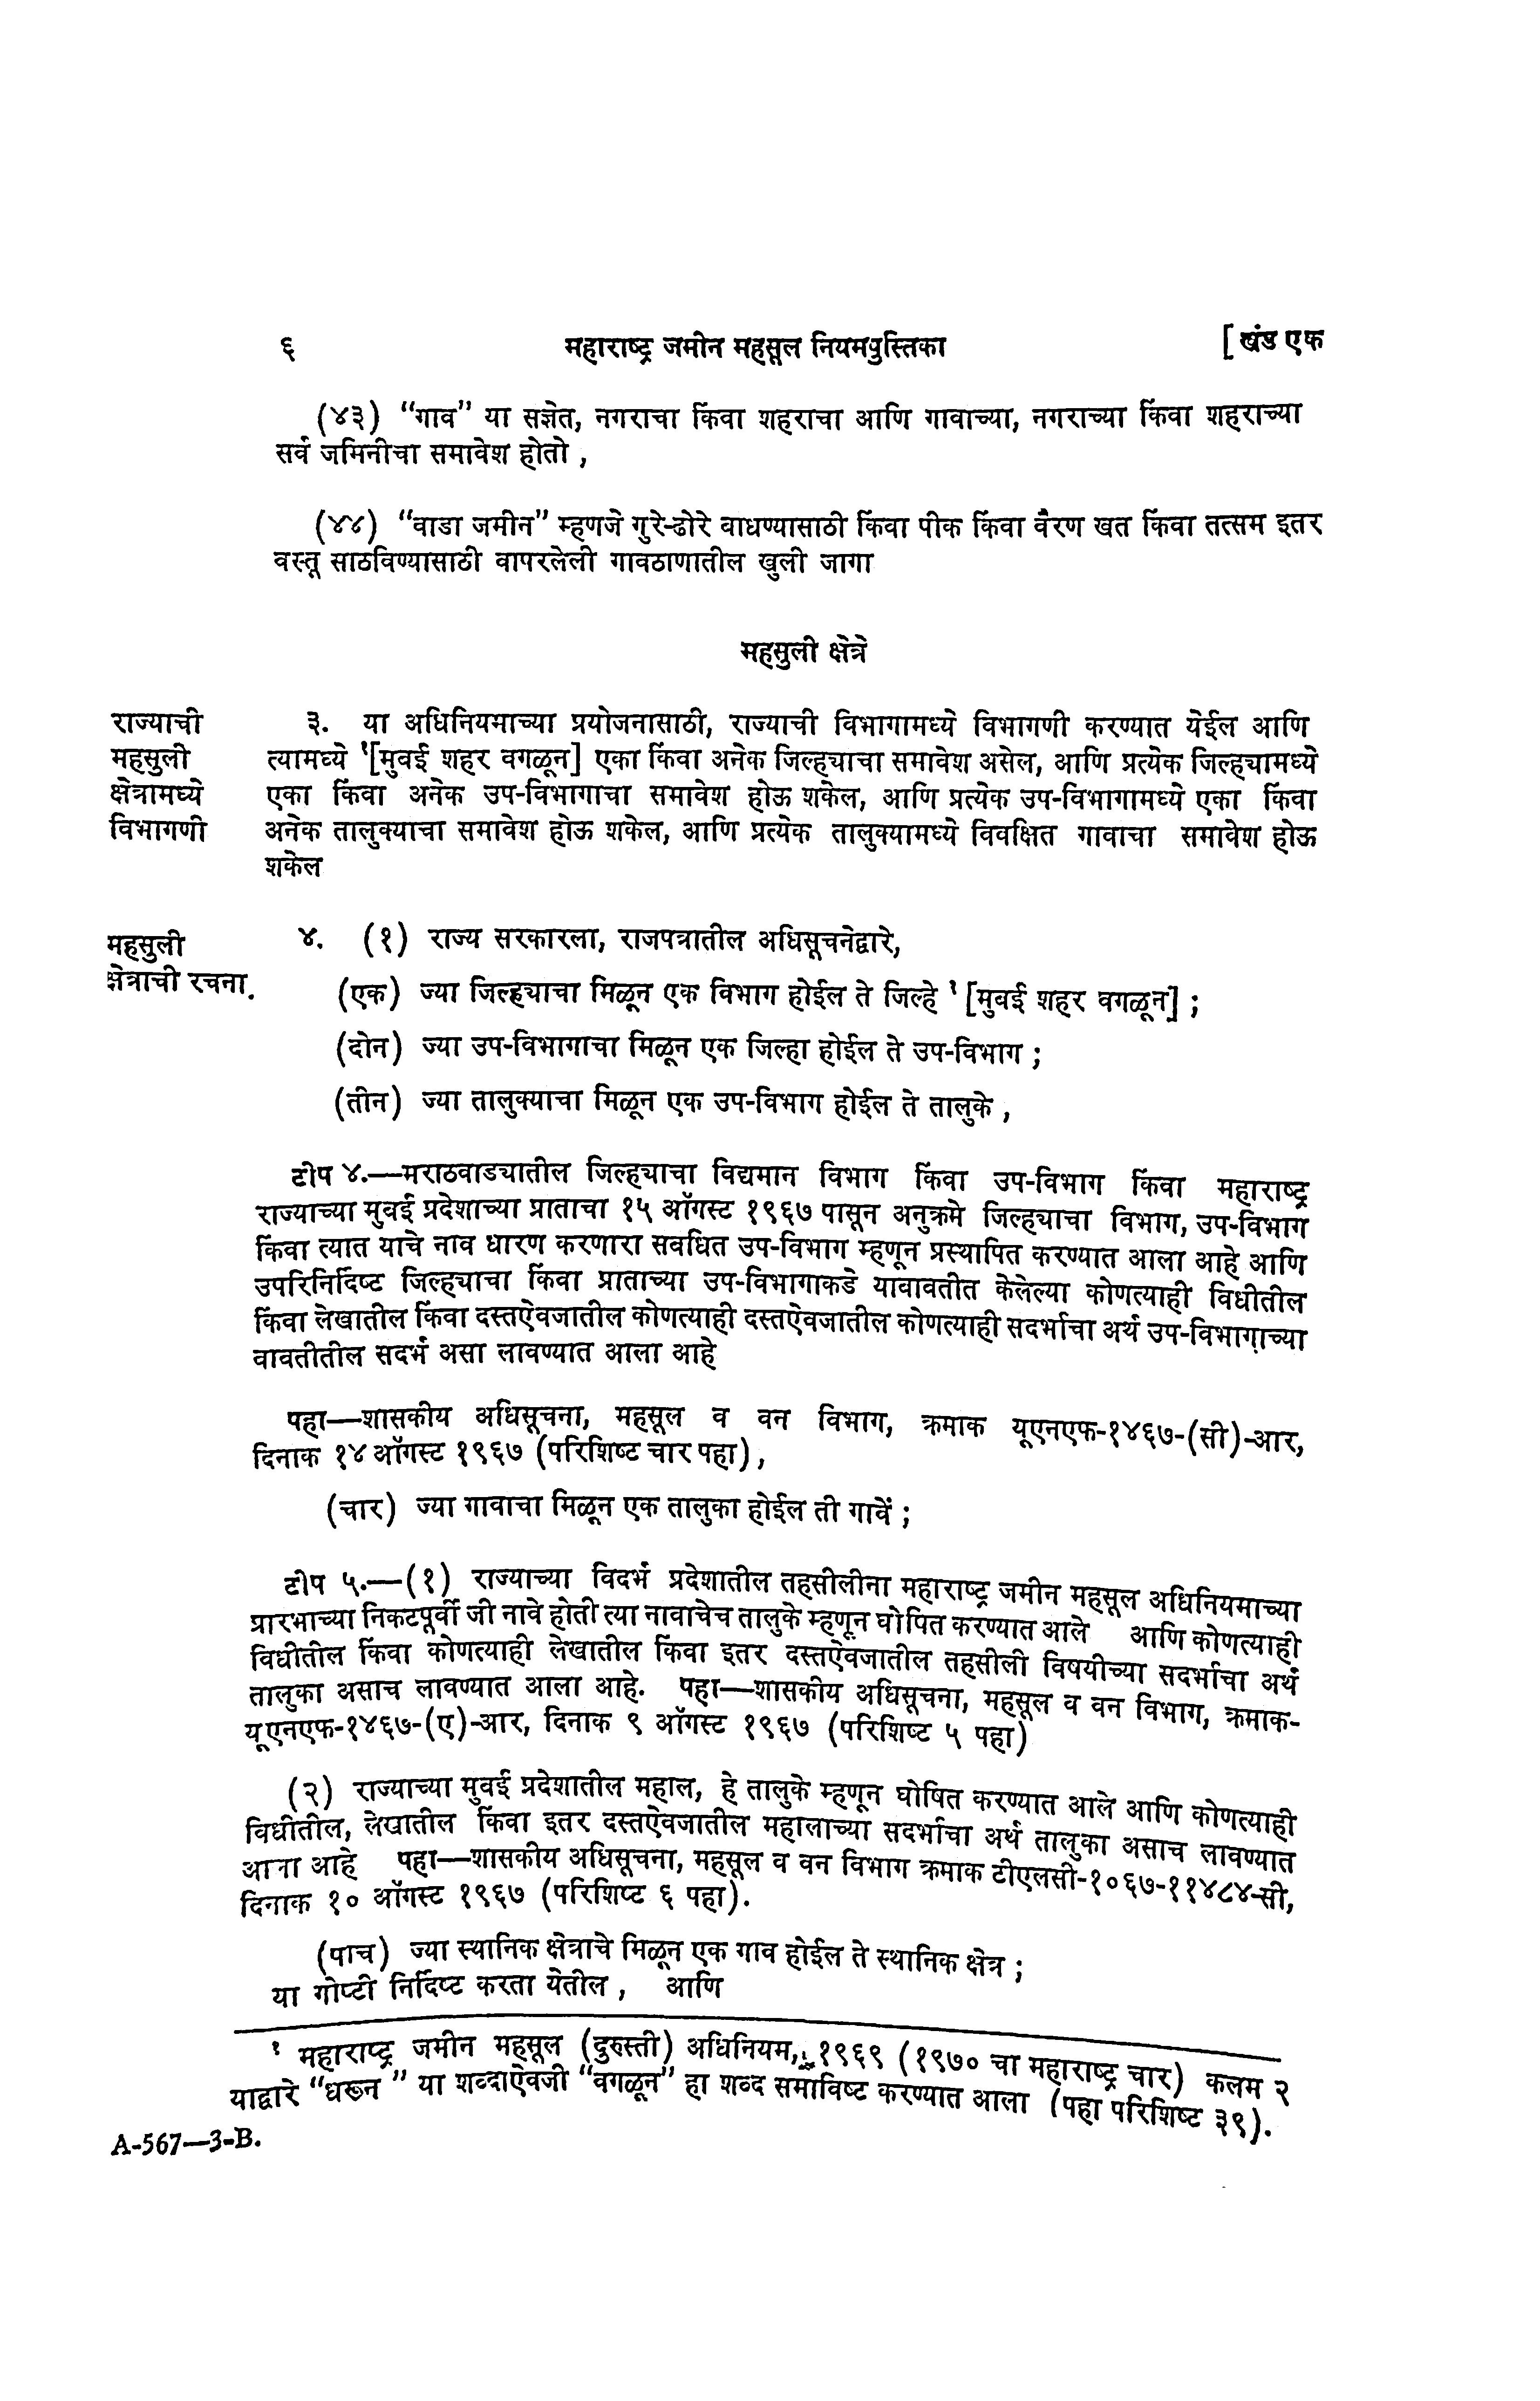 ६ महाराष्ट्र जमीन महसूल नियमपुस्तिका [खंड एक
(४३) “गाव” या सज्ञेत, नगराचा किंवा शहराचा आणि गावाच्या, नगराच्या किंवा शहराच्या
सर्व जमिनीचा समावेश होतो ,
(४४) “वाडा जमीन” म्हणजे गुरे-ढोरे बाधण्यासाठी किंवा पीक किंवा वैरण खत किंवा तत्सम इतर
वस्तू साठविण्यासाठी वापरलेली गावठाणातील खुली जागा
महसुली क्षेत्रे
राज्याची
महसुली
क्षेत्रामध्ये
विभागणी
३. या अधिनियमाच्या प्रयोजनासाठी, राज्याची विभागामध्ये विभागणी करण्यात येईल आणि
त्यामध्ये १[मुबई शहर वगळून] एका किंवा अनेक जिल्ह्याचा समावेश असेल, आणि प्रत्येक जिल्ह्यामध्ये
एका किंवा अनेक उप-विभागाचा समावेश होऊ शकेल, आणि प्रत्येक उप-विभागामध्ये एका किंवा
अनेक तालुक्याचा समावेश होऊ शकेल, आणि प्रत्येक तालुक्यामध्ये विवक्षित गावाचा समावेश होऊ
शकेल
महसुली
क्षेत्राची रचना.
४. (१) राज्य सरकारला, राजपत्रातील अधिसूचनेद्वारे,
(एक) ज्या जिल्ह्याचा मिळून एक विभाग होईल ते जिल्हे १[मुबई शहर वगळून] ;
(दोन) ज्या उप-विभागाचा मिळून एक जिल्हा होईल ते उप-विभाग ;
(तीन) ज्या तालुक्याचा मिळून एक उप-विभाग होईल ते तालुके ,
टीप ४.—मराठवाड्यातील जिल्ह्याचा विद्यमान विभाग किंवा उप-विभाग किंवा महाराष्ट्र
राज्याच्या मुबई प्रदेशाच्या प्राताचा १५ ऑगस्ट १९६७ पासून अनुक्रमे जिल्ह्याचा विभाग, उप-विभाग
किंवा त्यात याचे नाव धारण करणारा सबधित उप-विभाग म्हणून प्रस्थापित करण्यात आला आहे आणि
उपरिनिर्दिष्ट जिल्ह्याचा किंवा प्राताच्या उप-विभागाकडे याबाबतीत केलेल्या कोणत्याही विधीतील
किंवा लेखातील किंवा दस्तऐवजातील कोणत्याही दस्तऐवजातील कोणत्याही सदर्भाचा अर्थ उप-विभागाच्या
बाबतीतील सदर्भ असा लावण्यात आला आहे
पहा—शासकीय अधिसूचना, महसूल व वन विभाग, क्रमाक यूएनएफ-१४६७-(सी)-आर,
दिनाक १४ ऑगस्ट १९६७ (परिशिष्ट चार पहा),
(चार) ज्या गावाचा मिळून एक तालुका होईल ती गावें ;
टीप ५.—(१) राज्याच्या विदर्भ प्रदेशातील तहसीलीना महाराष्ट्र जमीन महसूल अधिनियमाच्या
प्रारभाच्या निकटपूर्वी जी नावे होती त्या नावाचेच तालुके म्हणून घोषित करण्यात आले आणि कोणत्याही
विधीतील किंवा कोणत्याही लेखातील किंवा इतर दस्तऐवजातील तहसीली विषयीच्या सदर्भाचा अर्थ
तालुका असाच लावण्यात आला आहे. पहा—शासकीय अधिसूचना, महसूल व वन विभाग, क्रमाक-
यूएनएफ-१४६७-(ए)-आर, दिनाक ९ ऑगस्ट १९६७ (परिशिष्ट ५ पहा)
(२) राज्याच्या मुबई प्रदेशातील महाल, हे तालुके म्हणून घोषित करण्यात आले आणि कोणत्याही
विधीतील, लेखातील किंवा इतर दस्तऐवजातील महालाच्या सदर्भाचा अर्थ तालुका असाच लावण्यात
आला आहे पहा—शासकीय अधिसूचना, महसूल व वन विभाग क्रमाक टीएलसी-१०६७-११४८४-सी,
दिनाक १० ऑगस्ट १९६७ (परिशिष्ट ६ पहा).
(पाच) ज्या स्थानिक क्षेत्राचे मिळून एक गाव होईल ते स्थानिक क्षेत्र ;
या गोष्टी निर्दिष्ट करता येतील , आणि
१ महाराष्ट्र जमीन महसूल (दुरुस्ती) अधिनियम, १९६९ (१९७० चा महाराष्ट्र चार) कलम २
याद्वारे “धरून” या शब्दाऐवजी “वगळून” हा शब्द समाविष्ट करण्यात आला (पहा परिशिष्ट ३९).
A-567—3-B.